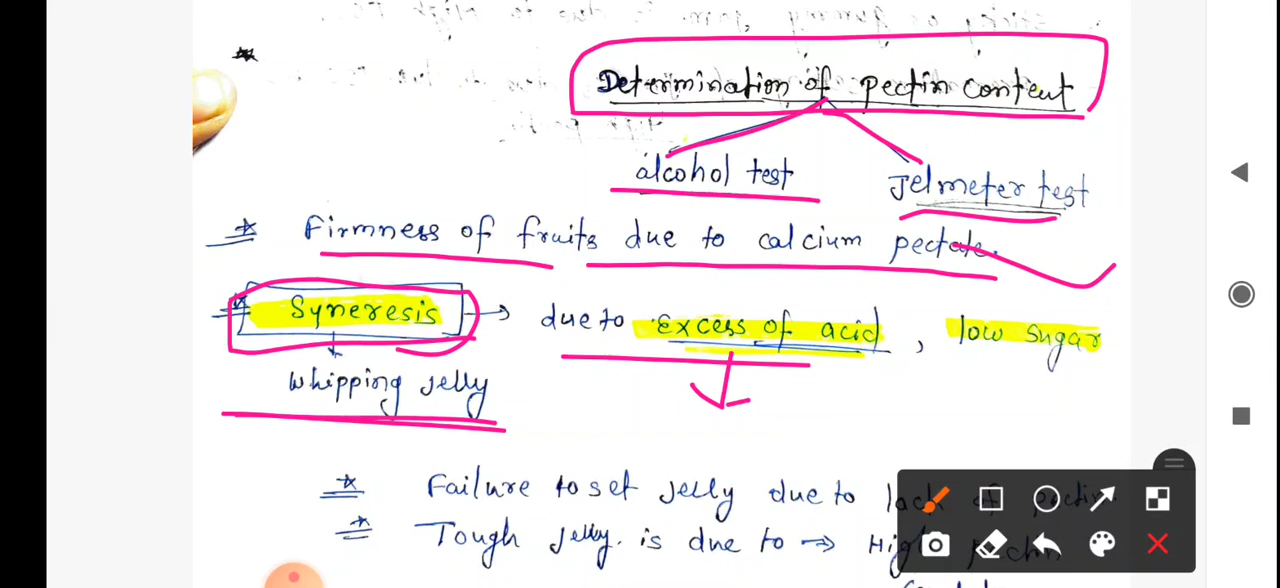 Determination of pectin content
alcohol test
Jelmeter test
Firmness of fruits due to calcium pectate.
Syneresis → due to Excess of acid, low sugar
Whipping jelly
Failure to set jelly due to lack of
Tough jelly. is due to →